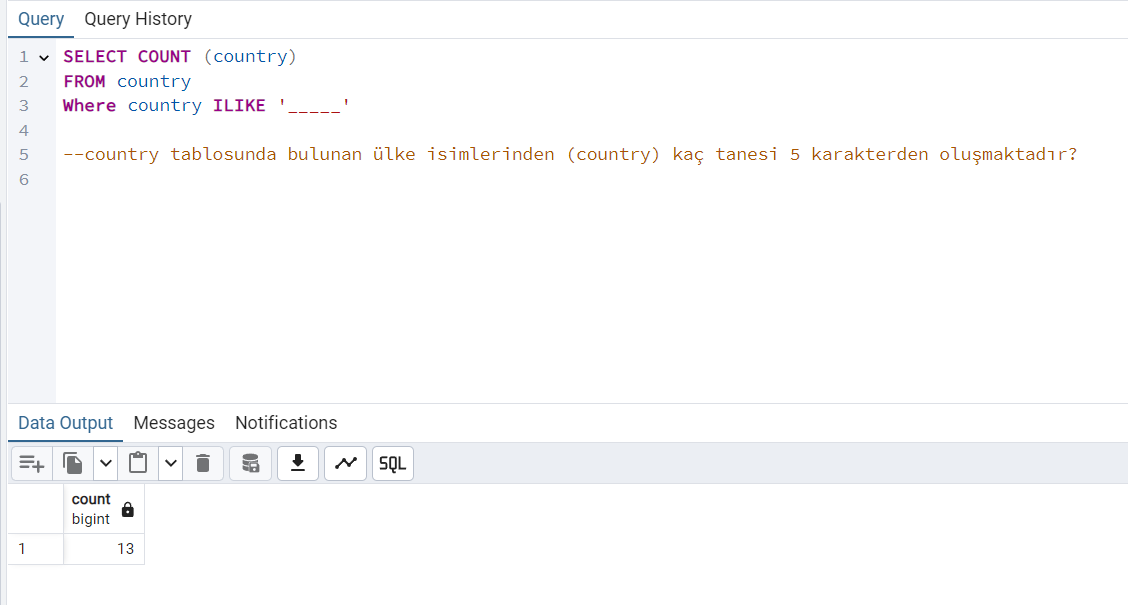 Query Query History
1 SELECT COUNT (country)
2 FROM country
3 Where country ILIKE '_____'
4
5 --country tablosunda bulunan ülke isimlerinden (country) kaç tanesi 5 karakterden oluşmaktadır?
6
Data Output Messages Notifications
SQL
count
bigint
1 13